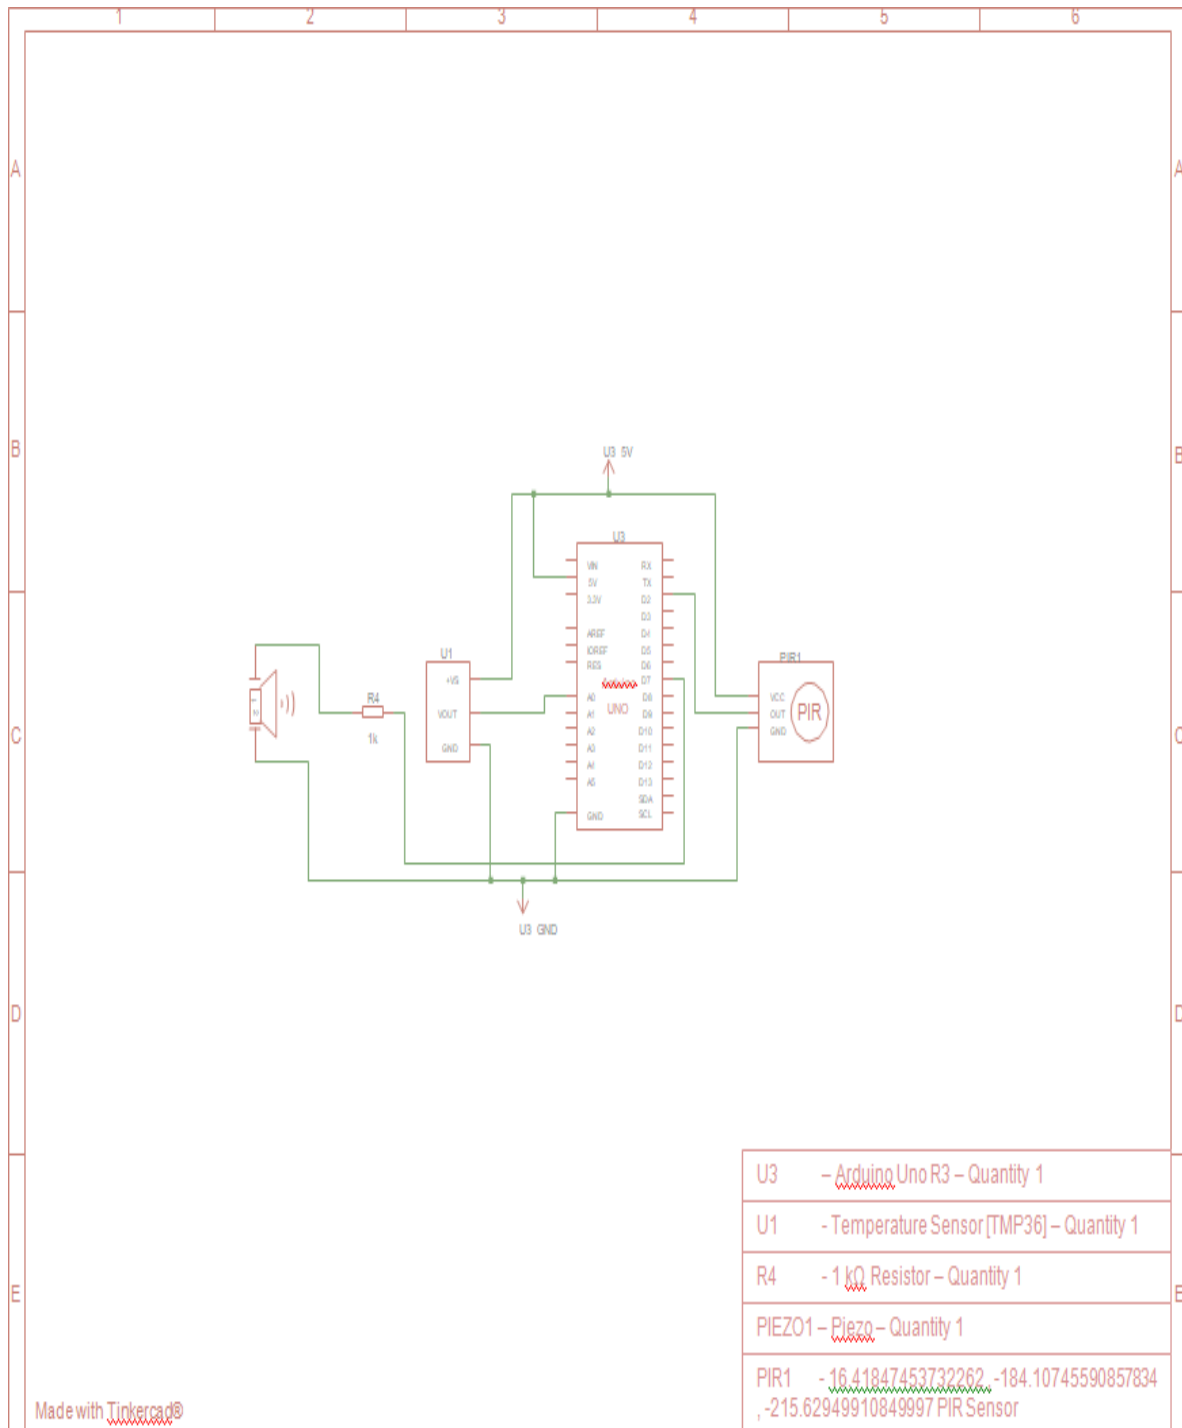 1 2 3 4 5 6
A A
B B
U3 5V
U3
VIN RX
5V TX
3.3V D2
D3
AREF D4
IOREF D5
RES D6
Arduino D7
UNO
A0 D8
A1 D9
A2 D10
A3 D11
A4 D12
A5 D13
SDA
GND SCL
U1
+VS
VOUT
GND
R4
1k
1
2
PIR1
VCC
OUT
GND
PIR
C C
U3 GND
D D
E E
U3 – Arduino Uno R3 – Quantity 1
U1 - Temperature Sensor [TMP36] – Quantity 1
R4 - 1 kΩ Resistor – Quantity 1
PIEZO1 – Piezo – Quantity 1
PIR1 - 16.41847453732262 , -184.10745590857834
, -215.62949910849997 PIR Sensor
Made with Tinkercad®